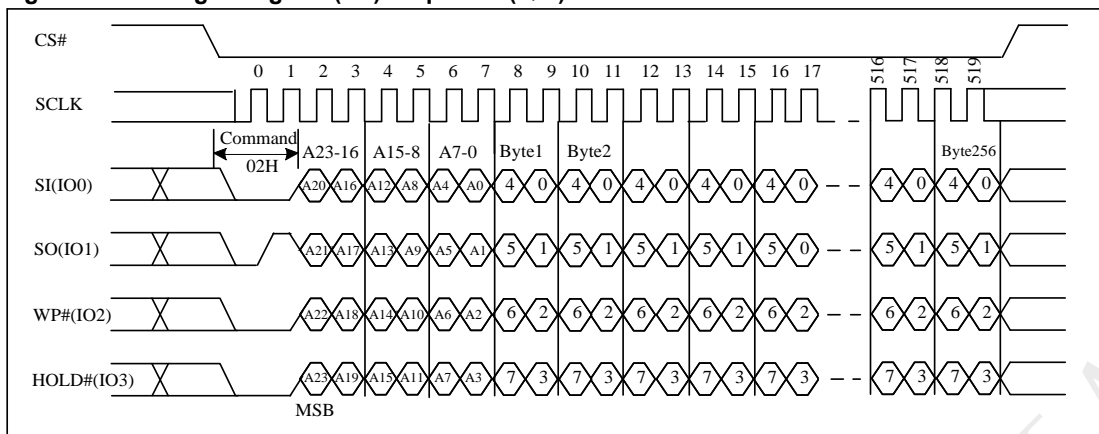 CS#
0 1 2 3 4 5 6 7 8 9 10 11 12 13 14 15 16 17 516 517 518 519
SCLK
Command
02H
A23-16 A15-8 A7-0 Byte1 Byte2 Byte256
SI(IO0) A20 A16 A12 A8 A4 A0 4 0 4 0 4 0 4 0 4 0 4 0 4 0
SO(IO1) A21 A17 A13 A9 A5 A1 5 1 5 1 5 1 5 1 5 0 5 1 5 1
WP#(IO2) A22 A18 A14 A10 A6 A2 6 2 6 2 6 2 6 2 6 2 6 2 6 2
HOLD#(IO3) A23 A19 A15 A11 A7 A3 7 3 7 3 7 3 7 3 7 3 7 3 7 3
MSB